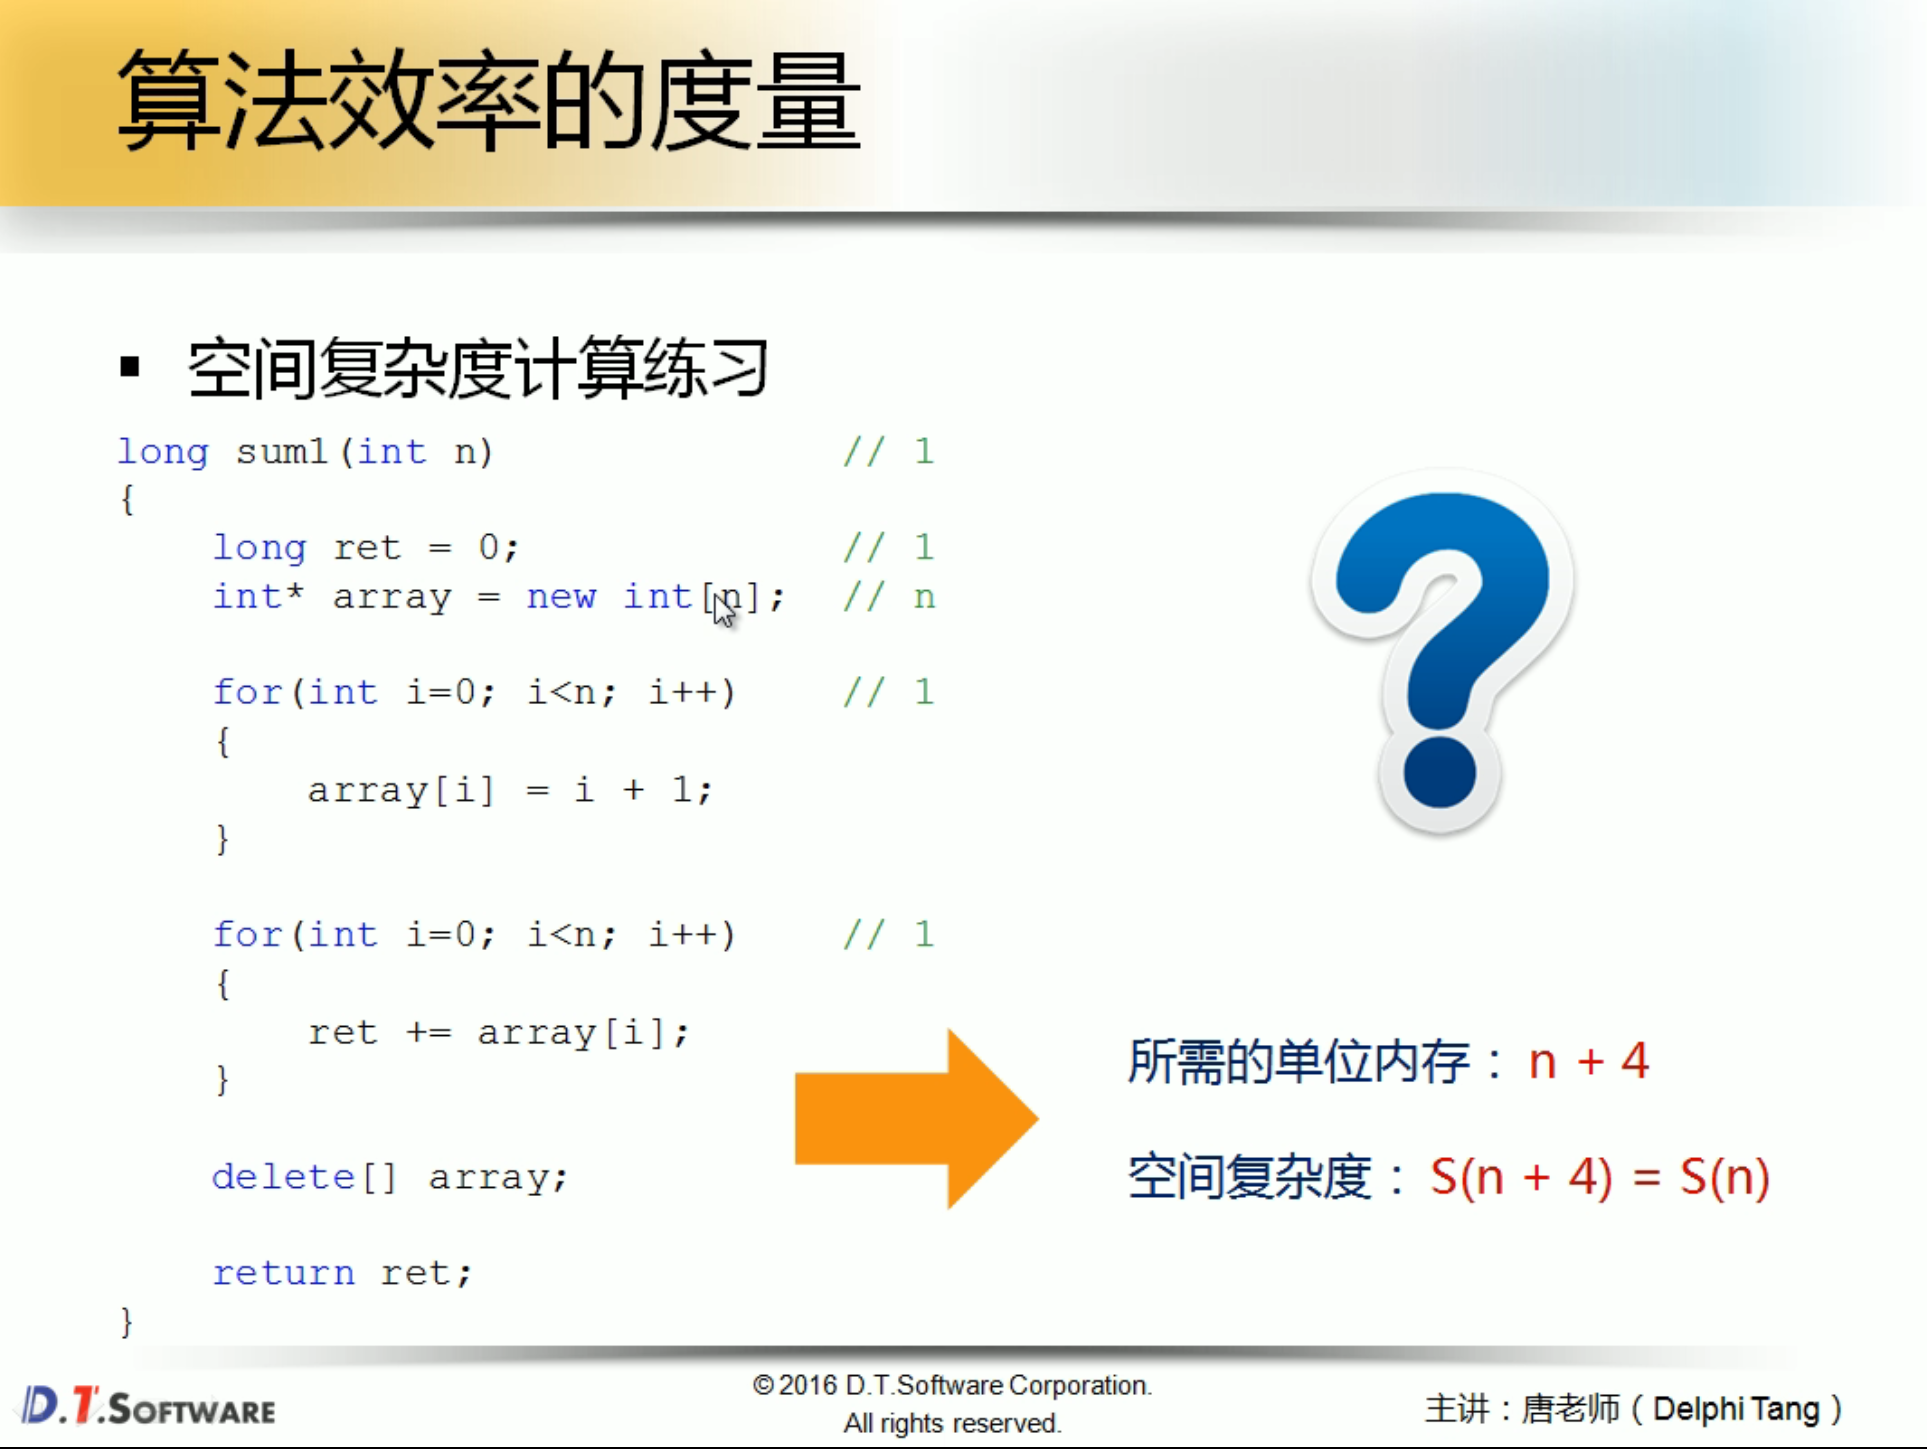 算法效率的度量
▪ 空间复杂度计算练习
long sum1(int n) // 1
{
long ret = 0; // 1
int* array = new int[n]; // n
for(int i=0; i<n; i++) // 1
{
array[i] = i + 1;
}
for(int i=0; i<n; i++) // 1
{
ret += array[i];
}
delete[] array;
return ret;
}
所需的单位内存：n + 4
空间复杂度：S(n + 4) = S(n)
D.T.SOFTWARE
© 2016 D.T.Software Corporation.
All rights reserved.
主讲：唐老师（Delphi Tang）